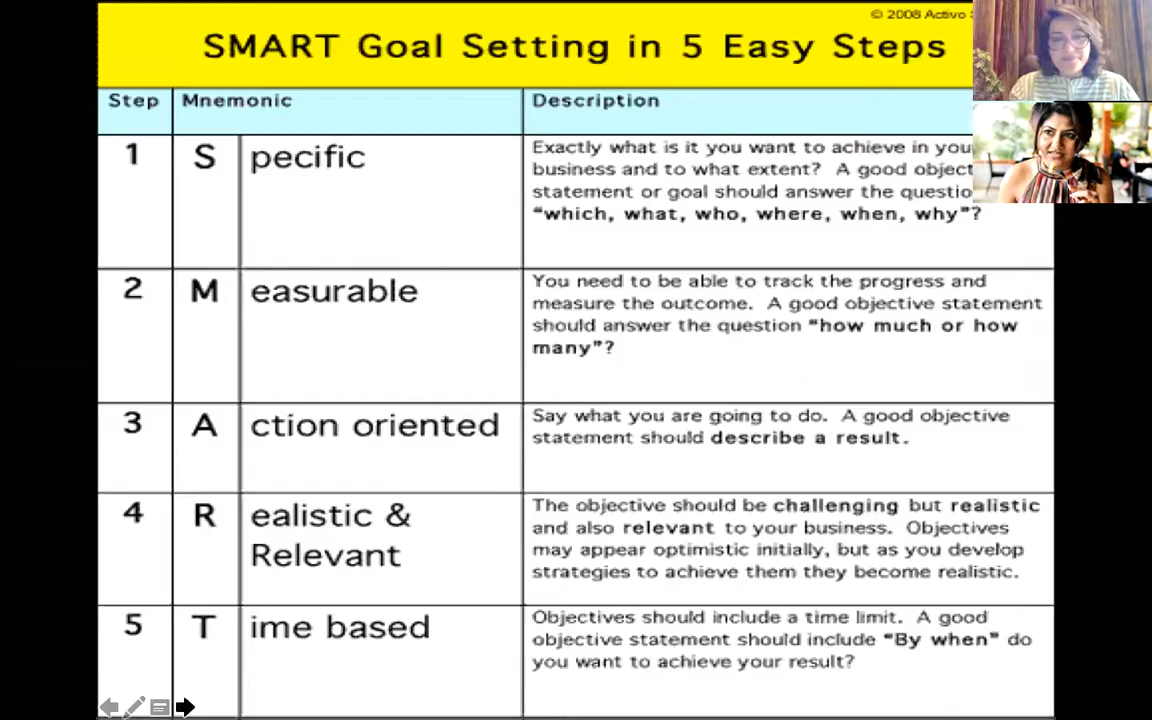 © 2008 Activo
SMART Goal Setting in 5 Easy Steps
Step Mnemonic Description
1 S pecific
Exactly what is it you want to achieve in
business and to what extent? A good
statement or goal should answer the
“which, what, who, where, when, why”?
2 M easurable
You need to be able to track the progress and
measure the outcome. A good objective statement
should answer the question “how much or how
many”?
3 A ction oriented
Say what you are going to do. A good objective
statement should describe a result.
4 R ealistic &
Relevant
The objective should be challenging but realistic
and also relevant to your business. Objectives
may appear optimistic initially, but as you develop
strategies to achieve them they become realistic.
5 T ime based
Objectives should include a time limit. A good
objective statement should include “By when” do
you want to achieve your result?